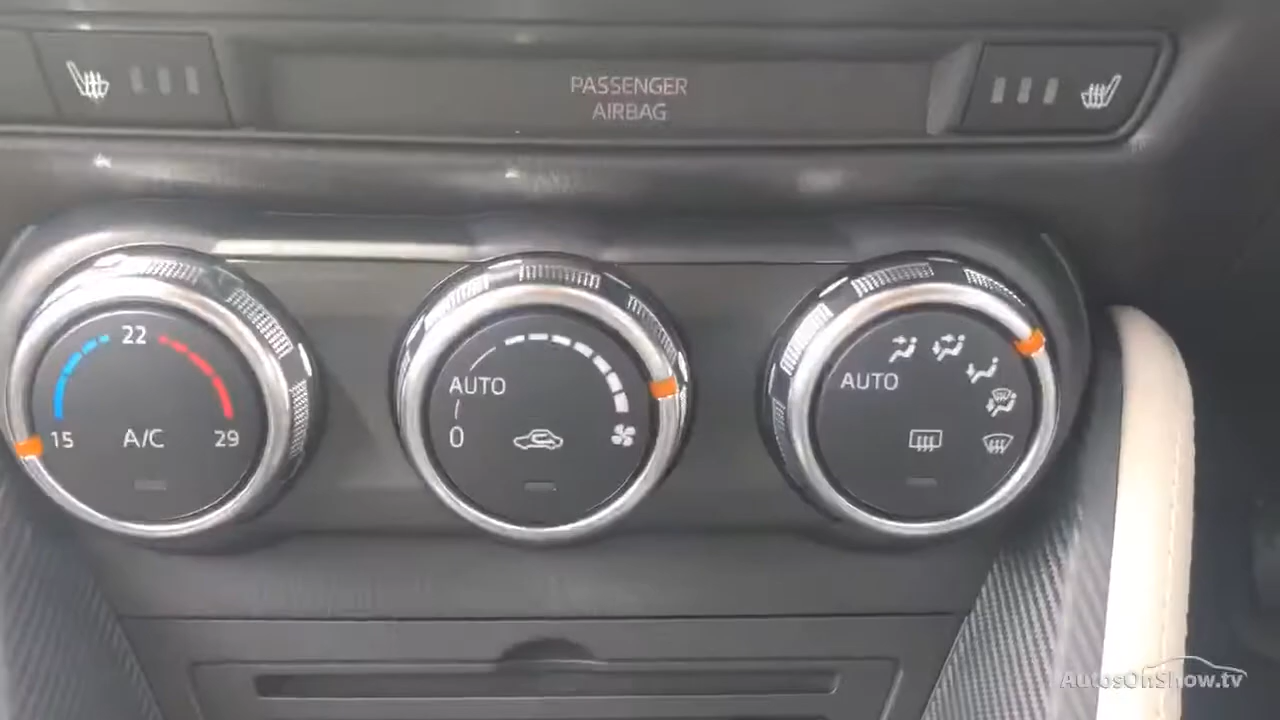 PASSENGER
AIRBAG
22
15 A/C 29
AUTO
0
AUTO
AutosOnShow.tv